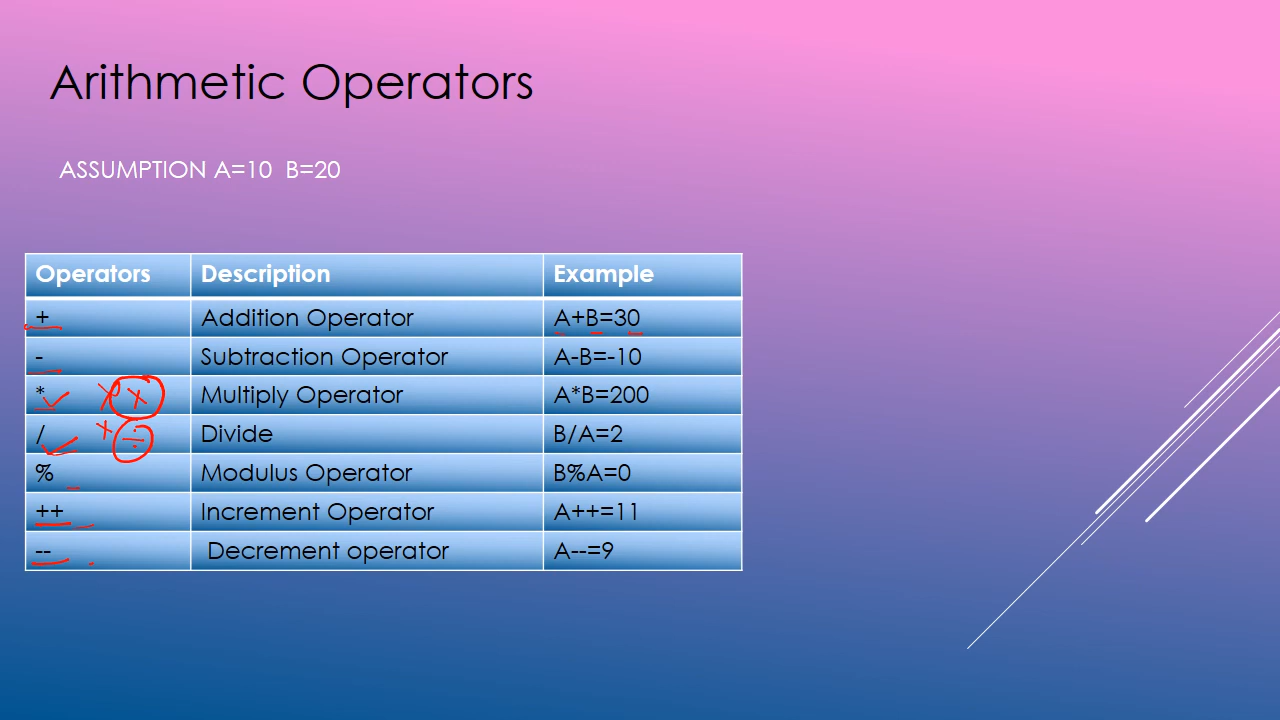 Arithmetic Operators
ASSUMPTION A=10 B=20
Operators Description Example
+ Addition Operator A+B=30
- Subtraction Operator A-B=-10
* × × Multiply Operator A*B=200
/ × ÷ Divide B/A=2
% Modulus Operator B%A=0
++ Increment Operator A++=11
-- Decrement operator A--=9